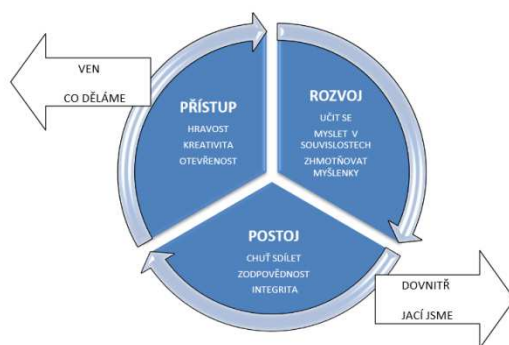 VEN
CO DĚLÁME
PŘÍSTUP
HRAVOST
KREATIVITA
OTEVŘENOST
ROZVOJ
UČIT SE
MYSLET V
SOUVISLOSTECH
ZHMOTŇOVAT
MYŠLENKY
POSTOJ
CHUŤ SDÍLET
ZODPOVĚDNOST
INTEGRITA
DOVNITŘ
JACÍ JSME